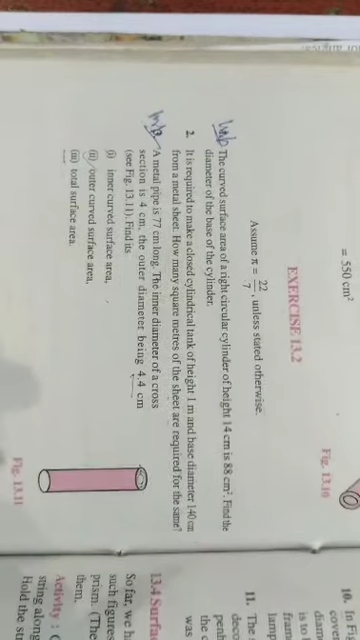 = 550 cm²
Fig. 13.10
EXERCISE 13.2
Assume π = 22/7, unless stated otherwise.
The curved surface area of a right circular cylinder of height 14 cm is 88 cm². Find the
diameter of the base of the cylinder.
2. It is required to make a closed cylindrical tank of height 1 m and base diameter 140 cm
from a metal sheet. How many square metres of the sheet are required for the same?
A metal pipe is 77 cm long. The inner diameter of a cross
section is 4 cm, the outer diameter being 4.4 cm
(see Fig. 13.11). Find its
(i) inner curved surface area,
(ii) outer curved surface area,
(iii) total surface area.
Fig. 13.11
10. In Fi
cover
diam
is to
fram
lamp
11. The
deco
penh
the c
was
13.4 Surfac
So far, we h
such figures
prism. (The
them.
Activity : C
string along
Hold the str